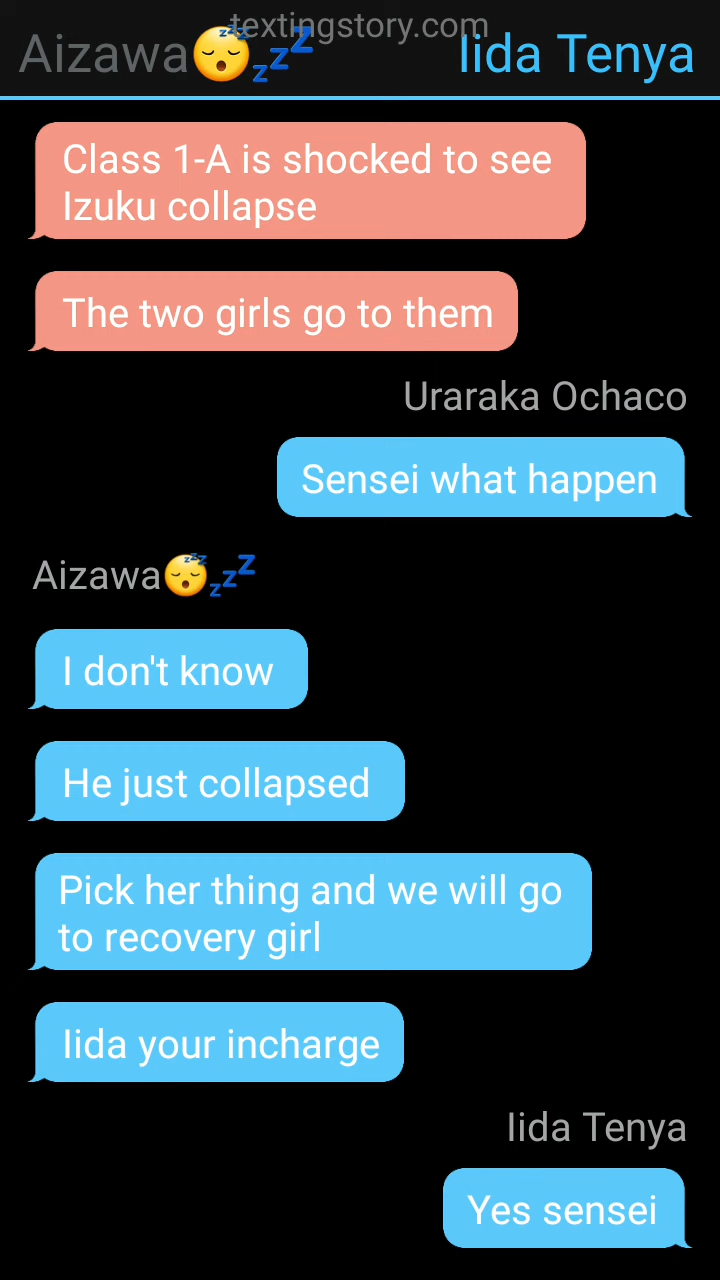 textingstory.com
Aizawa😴💤 Iida Tenya
Class 1-A is shocked to see
Izuku collapse
The two girls go to them
Uraraka Ochaco
Sensei what happen
Aizawa😴💤
I don't know
He just collapsed
Pick her thing and we will go
to recovery girl
Iida your incharge
Iida Tenya
Yes sensei